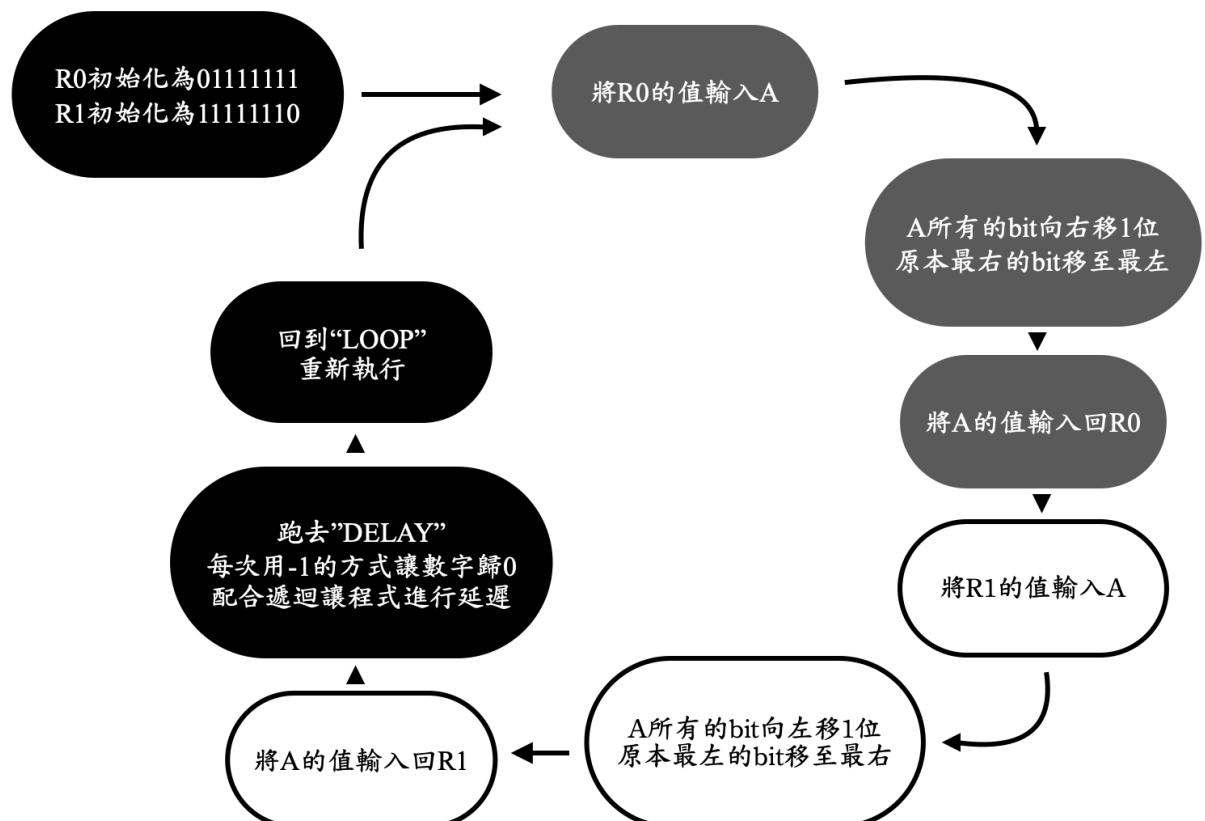 R0初始化為01111111
R1初始化為11111110
將R0的值輸入A
A所有的bit向右移1位
原本最右的bit移至最左
將A的值輸入回R0
將R1的值輸入A
A所有的bit向左移1位
原本最左的bit移至最右
將A的值輸入回R1
跑去”DELAY”
每次用-1的方式讓數字歸0
配合遞迴讓程式進行延遲
回到“LOOP”
重新執行